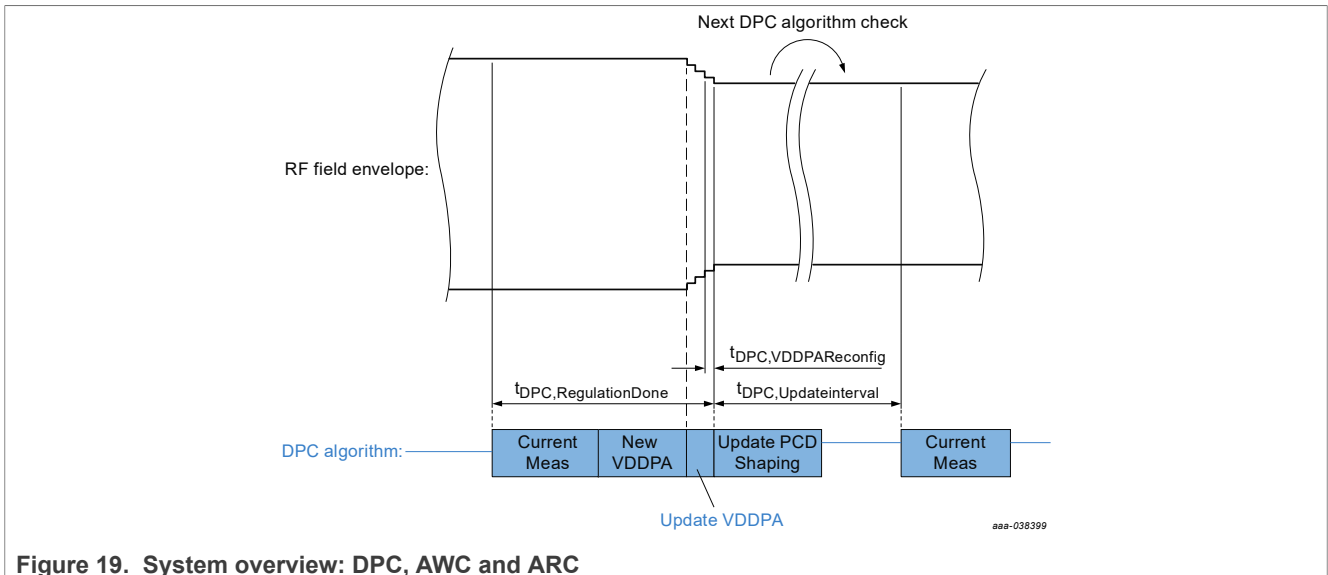 Next DPC algorithm check
RF field envelope:
tDPC,VDDPAReconfig
tDPC,RegulationDone
tDPC,Updateinterval
DPC algorithm:
Current
Meas
New
VDDPA
Update PCD
Shaping
Current
Meas
Update VDDPA
aaa-038399
Figure 19. System overview: DPC, AWC and ARC